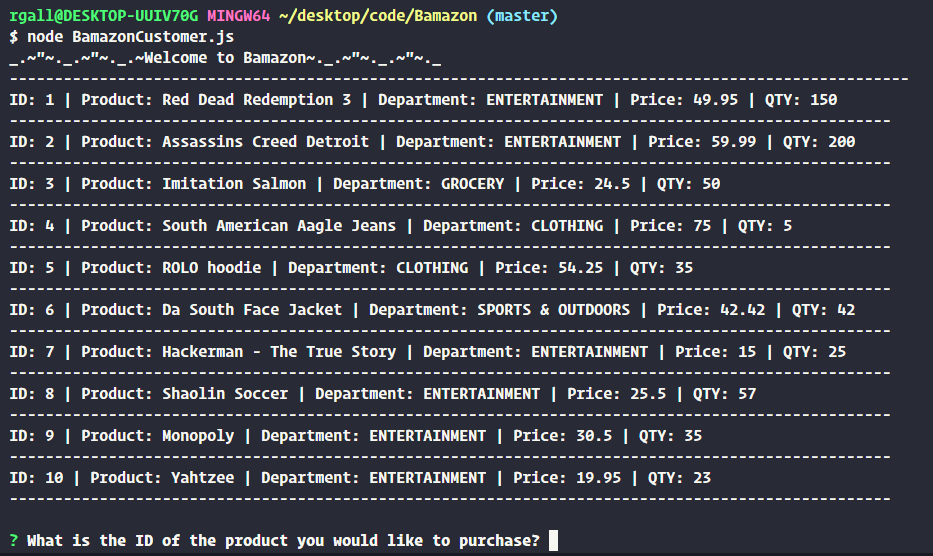 rgall@DESKTOP-UUIV70G MINGW64 ~/desktop/code/Bamazon (master)
$ node BamazonCustomer.js
_.~"~._.~"~._.~Welcome to Bamazon~._.~"~._.~"~._
----------------------------------------------------------------------------------------------------
ID: 1 | Product: Red Dead Redemption 3 | Department: ENTERTAINMENT | Price: 49.95 | QTY: 150
--------------------------------------------------------------------------------------------------
ID: 2 | Product: Assassins Creed Detroit | Department: ENTERTAINMENT | Price: 59.99 | QTY: 200
--------------------------------------------------------------------------------------------------
ID: 3 | Product: Imitation Salmon | Department: GROCERY | Price: 24.5 | QTY: 50
--------------------------------------------------------------------------------------------------
ID: 4 | Product: South American Aagle Jeans | Department: CLOTHING | Price: 75 | QTY: 5
--------------------------------------------------------------------------------------------------
ID: 5 | Product: ROLO hoodie | Department: CLOTHING | Price: 54.25 | QTY: 35
--------------------------------------------------------------------------------------------------
ID: 6 | Product: Da South Face Jacket | Department: SPORTS & OUTDOORS | Price: 42.42 | QTY: 42
--------------------------------------------------------------------------------------------------
ID: 7 | Product: Hackerman - The True Story | Department: ENTERTAINMENT | Price: 15 | QTY: 25
--------------------------------------------------------------------------------------------------
ID: 8 | Product: Shaolin Soccer | Department: ENTERTAINMENT | Price: 25.5 | QTY: 57
--------------------------------------------------------------------------------------------------
ID: 9 | Product: Monopoly | Department: ENTERTAINMENT | Price: 30.5 | QTY: 35
--------------------------------------------------------------------------------------------------
ID: 10 | Product: Yahtzee | Department: ENTERTAINMENT | Price: 19.95 | QTY: 23
--------------------------------------------------------------------------------------------------
? What is the ID of the product you would like to purchase?